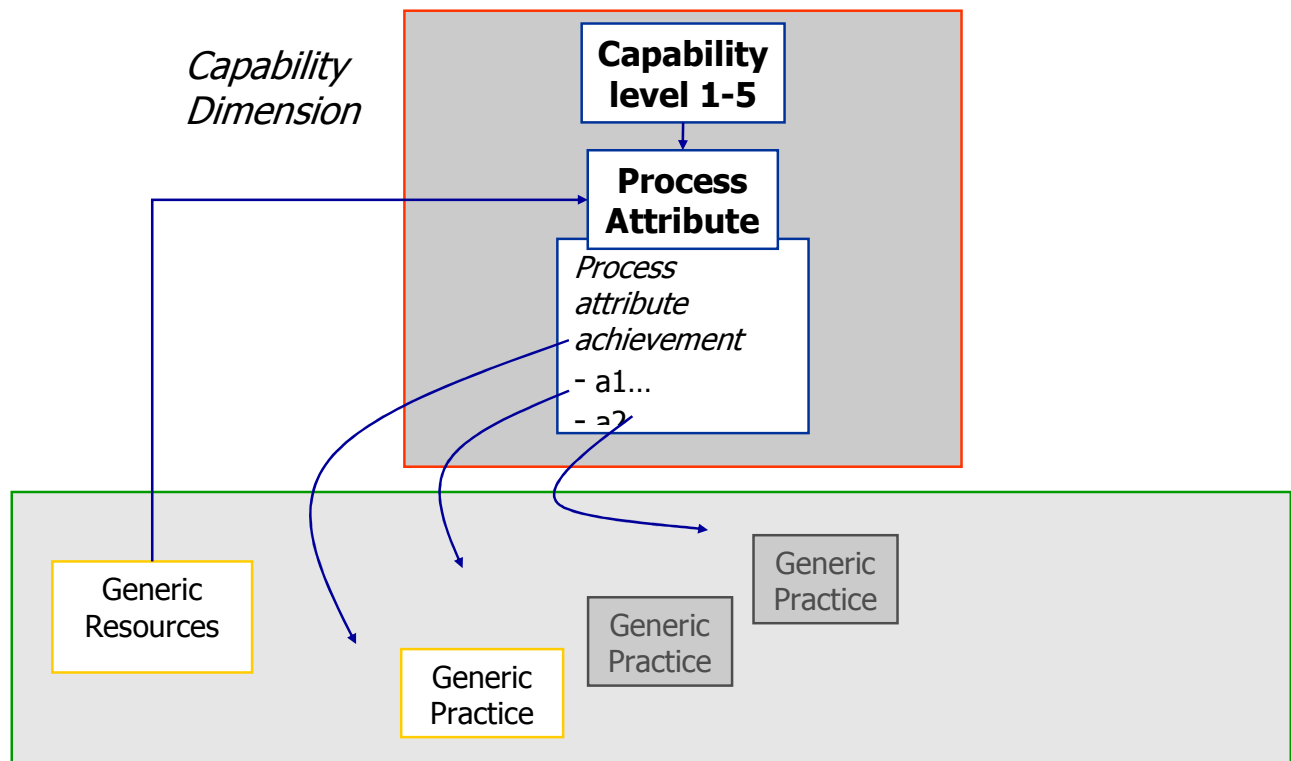 Capability
Dimension
Capability
level 1-5
Process
Attribute
Process
attribute
achievement
- a1…
- a2
Generic
Resources
Generic
Practice
Generic
Practice
Generic
Practice